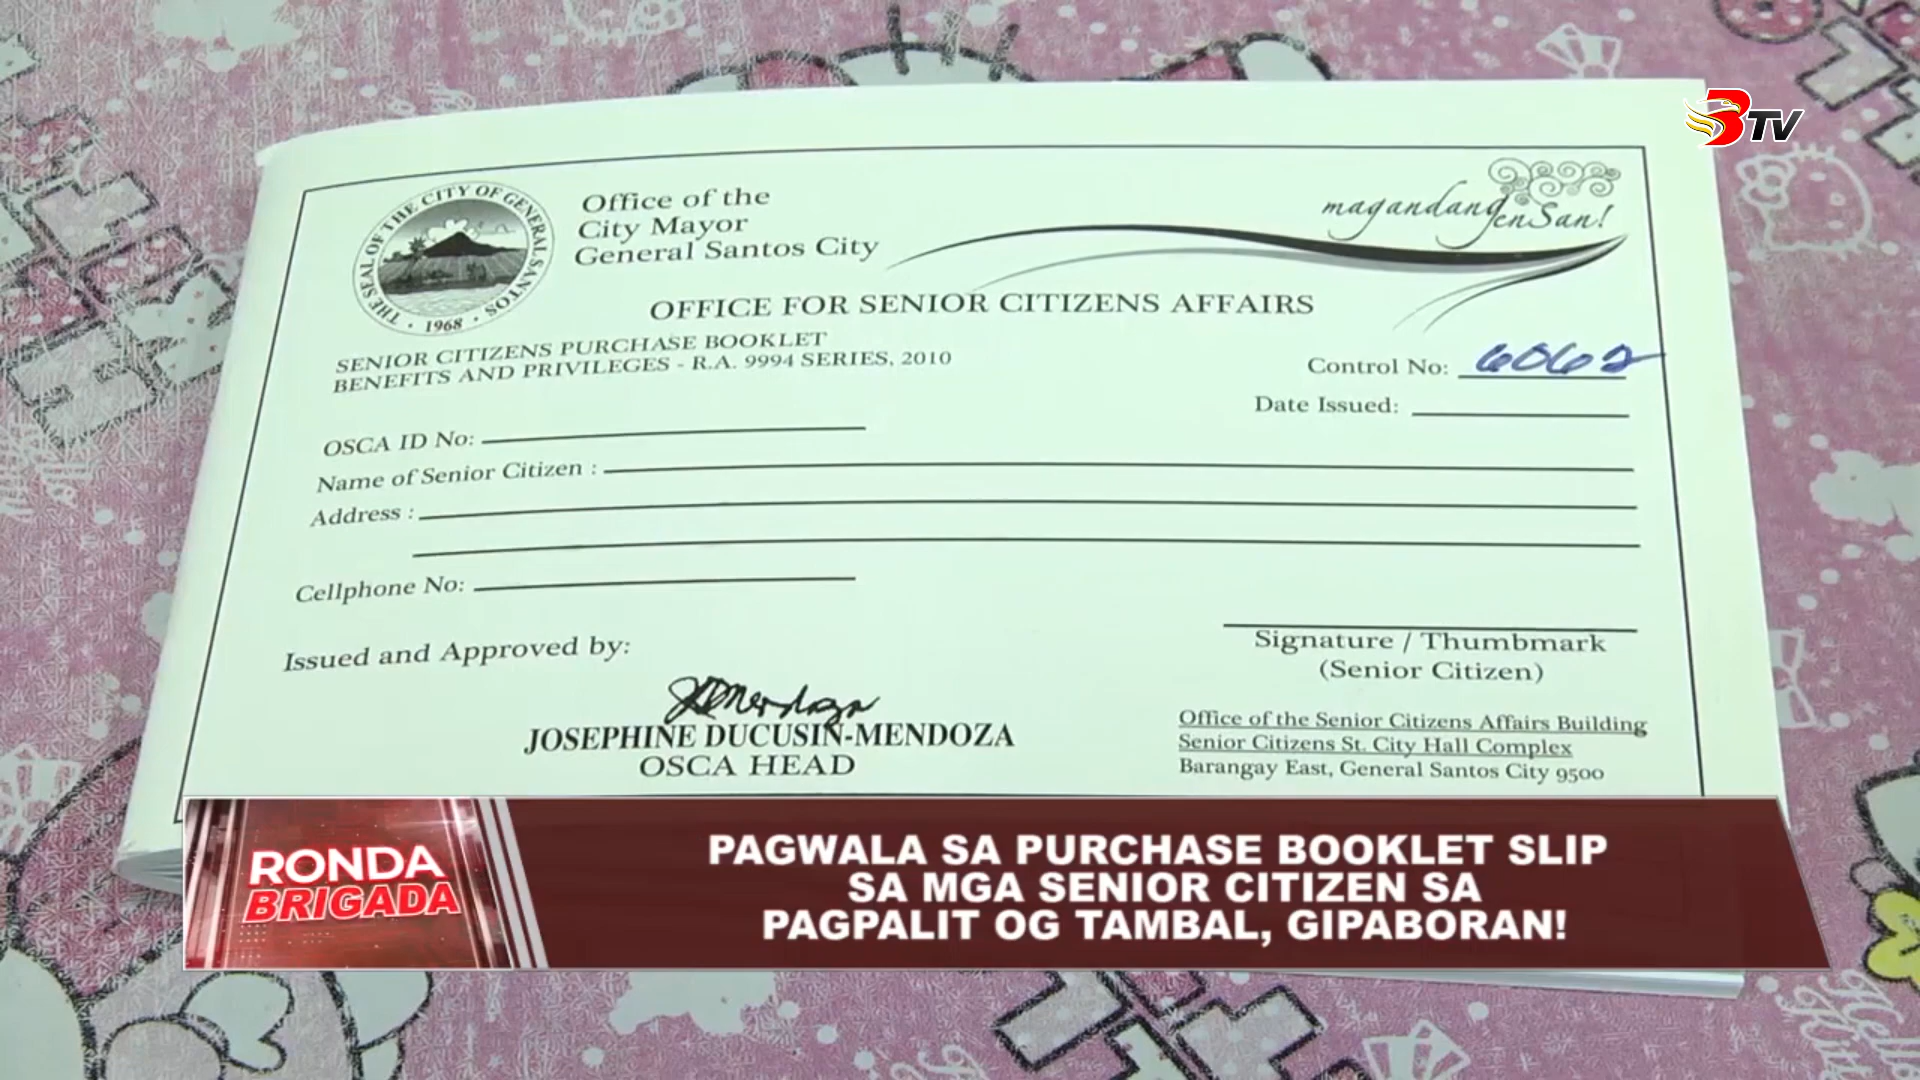 BTV
THE SEAL OF THE CITY OF GENERAL SANTOS
1968
Office of the
City Mayor
General Santos City
magandang GenSan!
OFFICE FOR SENIOR CITIZENS AFFAIRS
SENIOR CITIZENS PURCHASE BOOKLET
BENEFITS AND PRIVILEGES - R.A. 9994 SERIES, 2010
Control No: 6062
Date Issued:
OSCA ID No:
Name of Senior Citizen :
Address :
Cellphone No:
Signature / Thumbmark
(Senior Citizen)
Issued and Approved by:
JDMendoza
JOSEPHINE DUCUSIN-MENDOZA
OSCA HEAD
Office of the Senior Citizens Affairs Building
Senior Citizens St. City Hall Complex
Barangay East, General Santos City 9500
RONDA
BRIGADA
PAGWALA SA PURCHASE BOOKLET SLIP
SA MGA SENIOR CITIZEN SA
PAGPALIT OG TAMBAL, GIPABORAN!
Hello